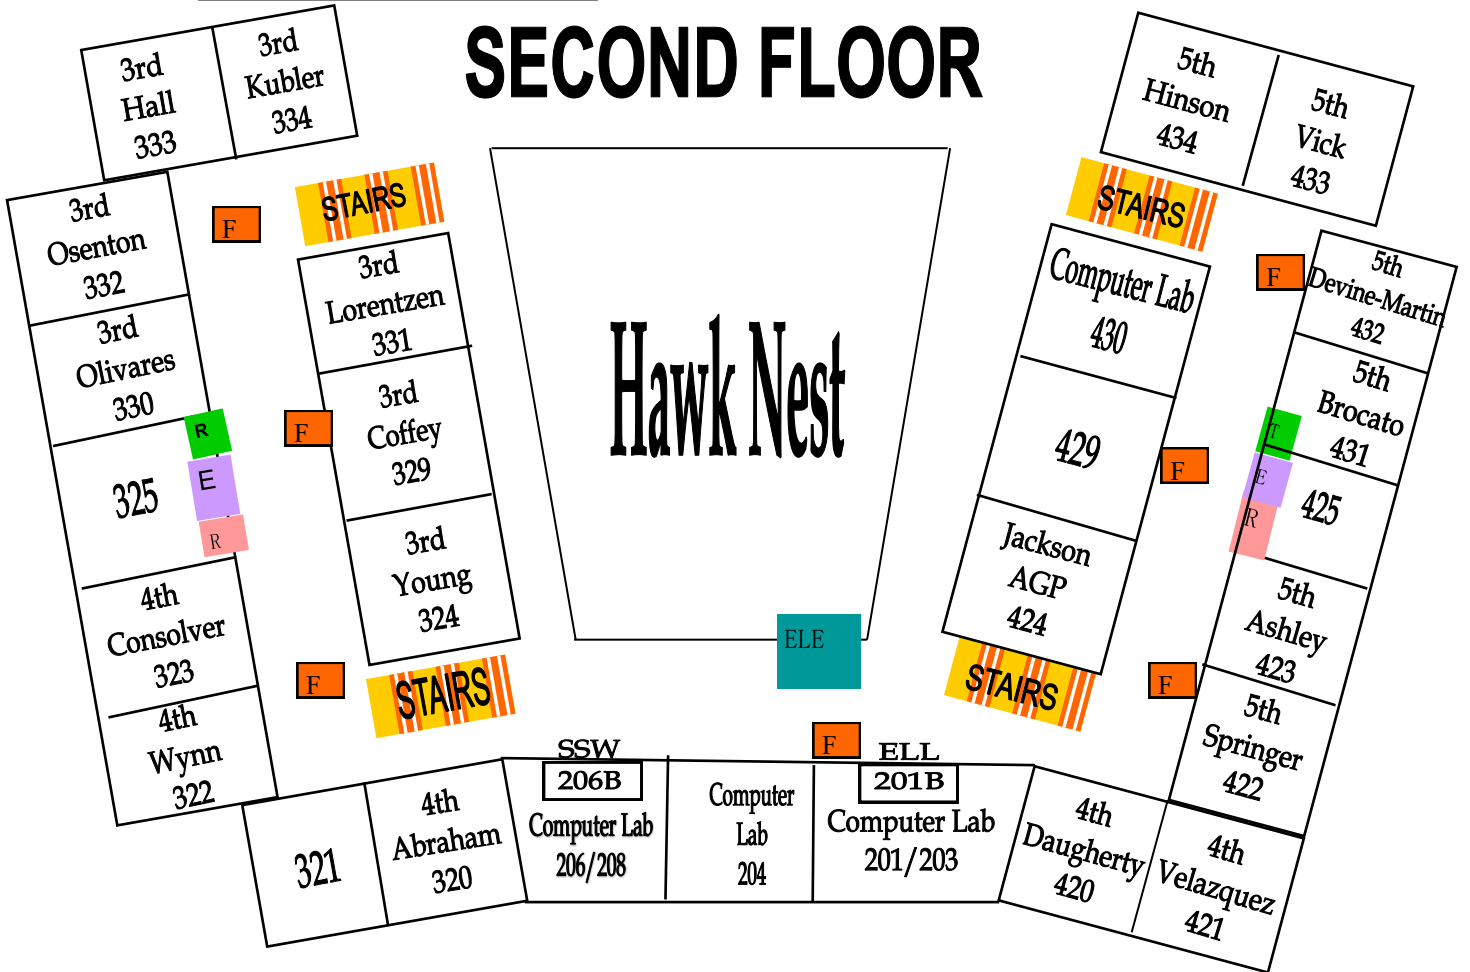 SECOND FLOOR
3rd
Hall
333
3rd
Kubler
334
5th
Hinson
434
5th
Vick
433
3rd
Osenton
332
F
STAIRS
STAIRS
F
5th
Devine-Martin
432
3rd
Lorentzen
331
Computer Lab
430
3rd
Olivares
330
Hawk Nest
5th
Brocato
431
R
E
R
F
3rd
Coffey
329
429
F
T
E
R
325
425
3rd
Young
324
Jackson
AGP
424
4th
Consolver
323
5th
Ashley
423
ELE
F
STAIRS
STAIRS
F
4th
Wynn
322
5th
Springer
422
F
SSW
206B
Computer Lab
206/208
Computer
Lab
204
ELL
201B
Computer Lab
201/203
321
4th
Abraham
320
4th
Daugherty
420
4th
Velazquez
421